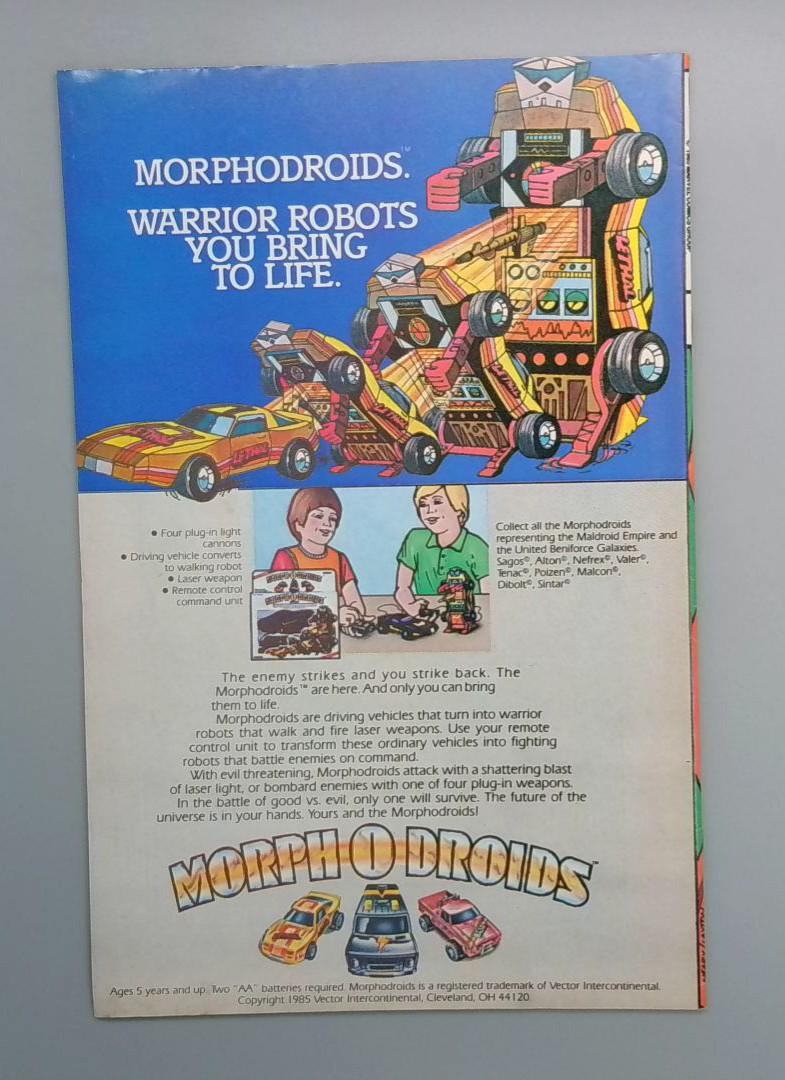 MORPHODROIDS.™
WARRIOR ROBOTS
YOU BRING
TO LIFE.
LETHAL
LETHAL
LETHAL
LETHAL
LETHAL
• Four plug-in light
cannons
• Driving vehicle converts
to walking robot
• Laser weapon
• Remote control
command unit
Collect all the Morphodroids
representing the Maldroid Empire and
the United Beniforce Galaxies.
Sagos©, Alton©, Nefrex©, Valer©,
Tenac©, Poizen©, Malcon©,
Dibolt©, Sintar©
The enemy strikes and you strike back. The
Morphodroids™ are here. And only you can bring
them to life.
Morphodroids are driving vehicles that turn into warrior
robots that walk and fire laser weapons. Use your remote
control unit to transform these ordinary vehicles into fighting
robots that battle enemies on command.
With evil threatening, Morphodroids attack with a shattering blast
of laser light, or bombard enemies with one of four plug-in weapons.
In the battle of good vs. evil, only one will survive. The future of the
universe is in your hands. Yours and the Morphodroids!
MORPH O DROIDS™
Ages 5 years and up. Two "AA" batteries required. Morphodroids is a registered trademark of Vector Intercontinental.
Copyright 1985 Vector Intercontinental, Cleveland, OH 44120